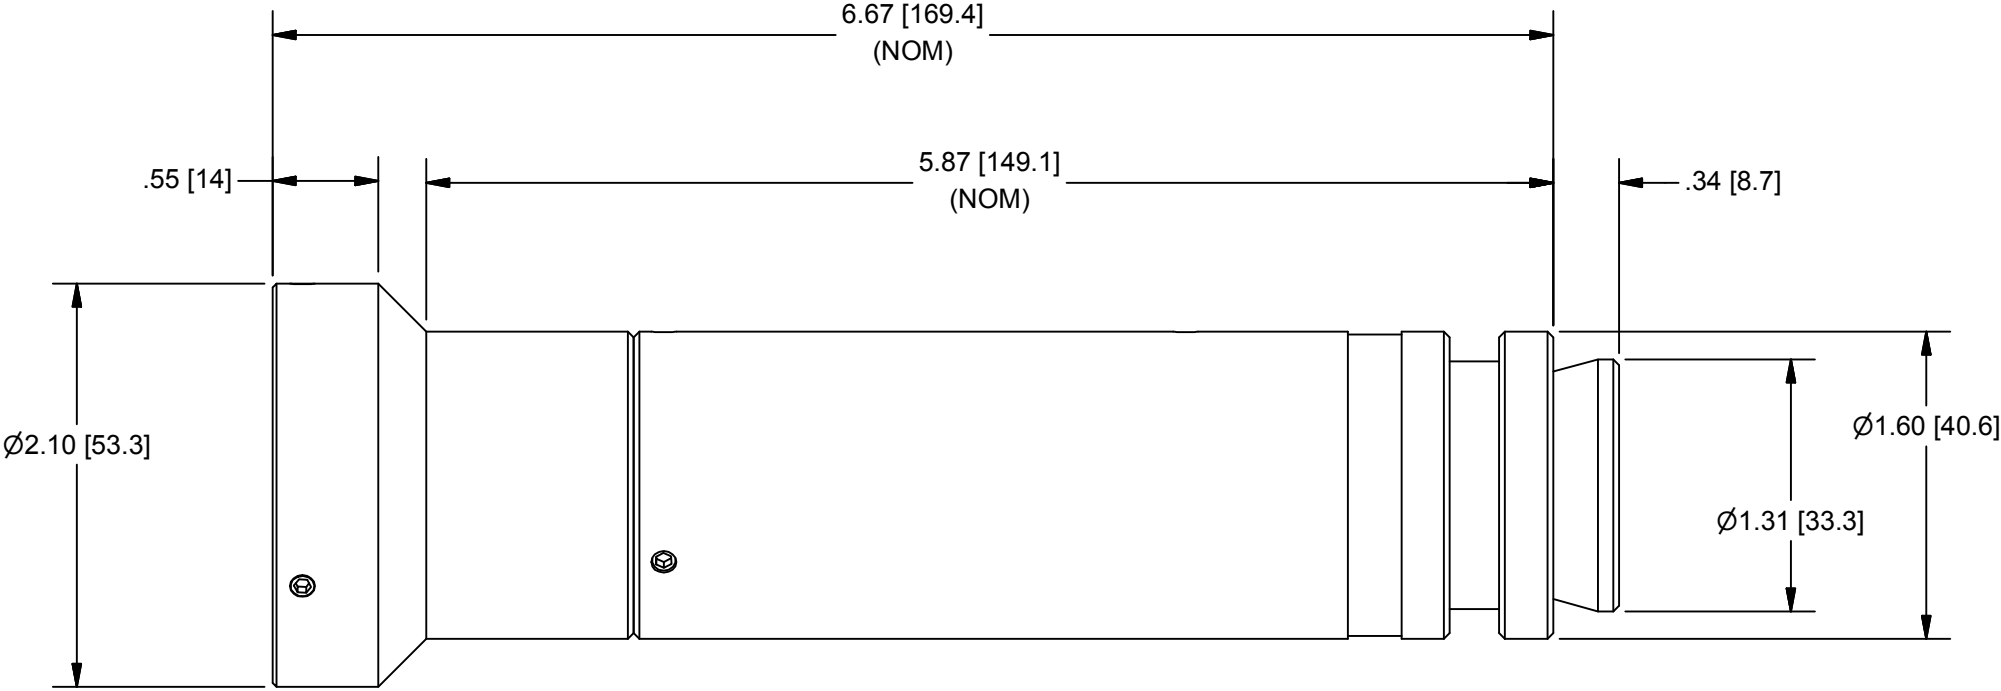 6.67 [169.4]
(NOM)
5.87 [149.1]
(NOM)
.55 [14]
.34 [8.7]
Ø2.10 [53.3]
Ø1.60 [40.6]
Ø1.31 [33.3]